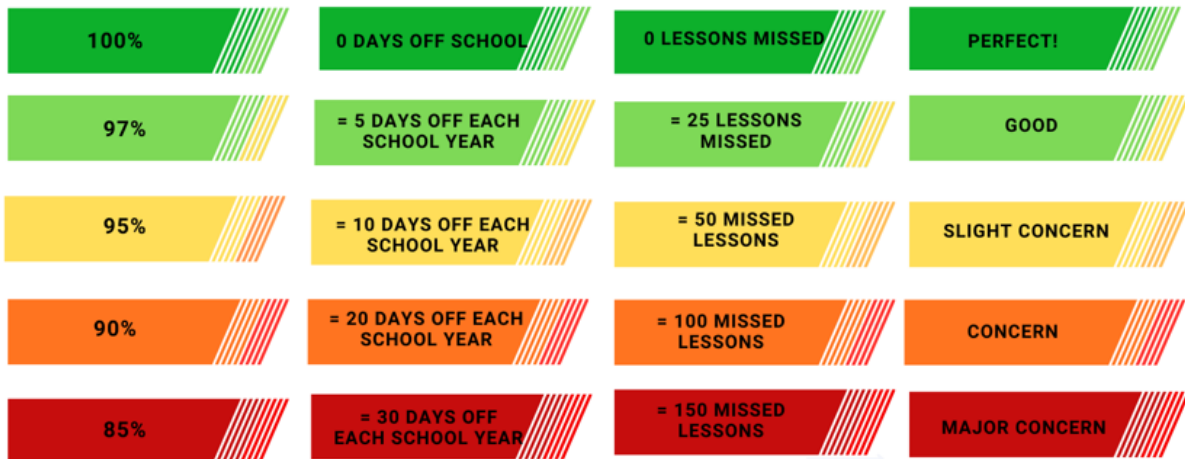 100%
0 DAYS OFF SCHOOL
0 LESSONS MISSED
PERFECT!
97%
= 5 DAYS OFF EACH
SCHOOL YEAR
= 25 LESSONS
MISSED
GOOD
95%
= 10 DAYS OFF EACH
SCHOOL YEAR
= 50 MISSED
LESSONS
SLIGHT CONCERN
90%
= 20 DAYS OFF EACH
SCHOOL YEAR
= 100 MISSED
LESSONS
CONCERN
85%
= 30 DAYS OFF
EACH SCHOOL YEAR
= 150 MISSED
LESSONS
MAJOR CONCERN